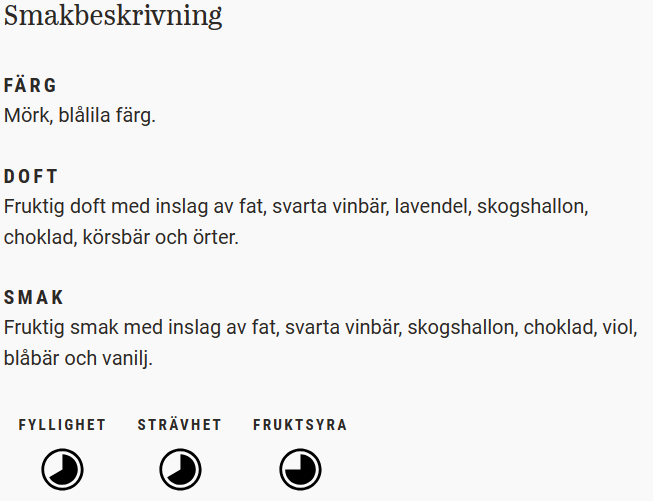 Smakbeskrivning
FÄRG
Mörk, blålila färg.
DOFT
Fruktig doft med inslag av fat, svarta vinbär, lavendel, skogshallon,
choklad, körsbär och örter.
SMAK
Fruktig smak med inslag av fat, svarta vinbär, skogshallon, choklad, viol,
blåbär och vanilj.
FYLLIGHET STRÄVHET FRUKTSYRA